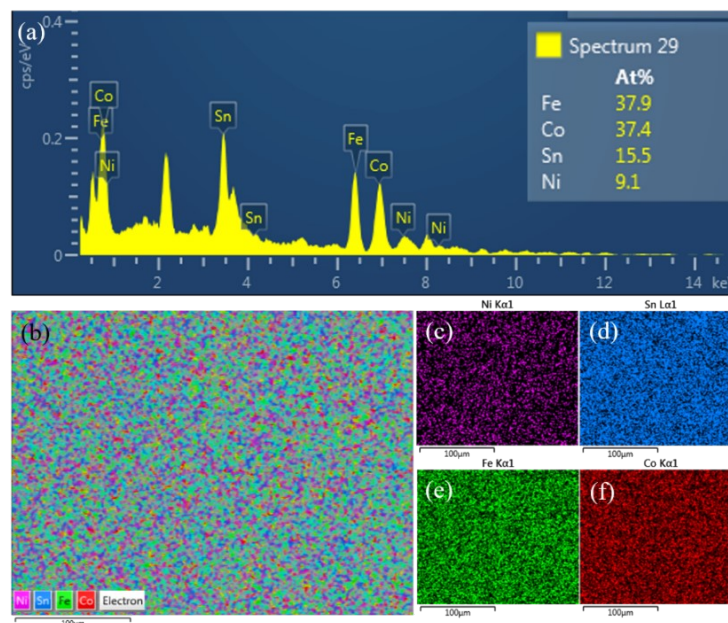 (a)
0.4
cps/eV
Spectrum 29
At%
Fe 37.9
Co 37.4
Sn 15.5
Ni 9.1
Co
Fe
Ni
Sn
Sn
Fe
Co
Ni
Ni
0.2
0
2 4 6 8 10 12 14 ke
(b)
Ni Sn Fe Co Electron
100µm
Ni Kα1
(c)
100µm
Sn Lα1
(d)
100µm
Fe Kα1
(e)
100µm
Co Kα1
(f)
100µm